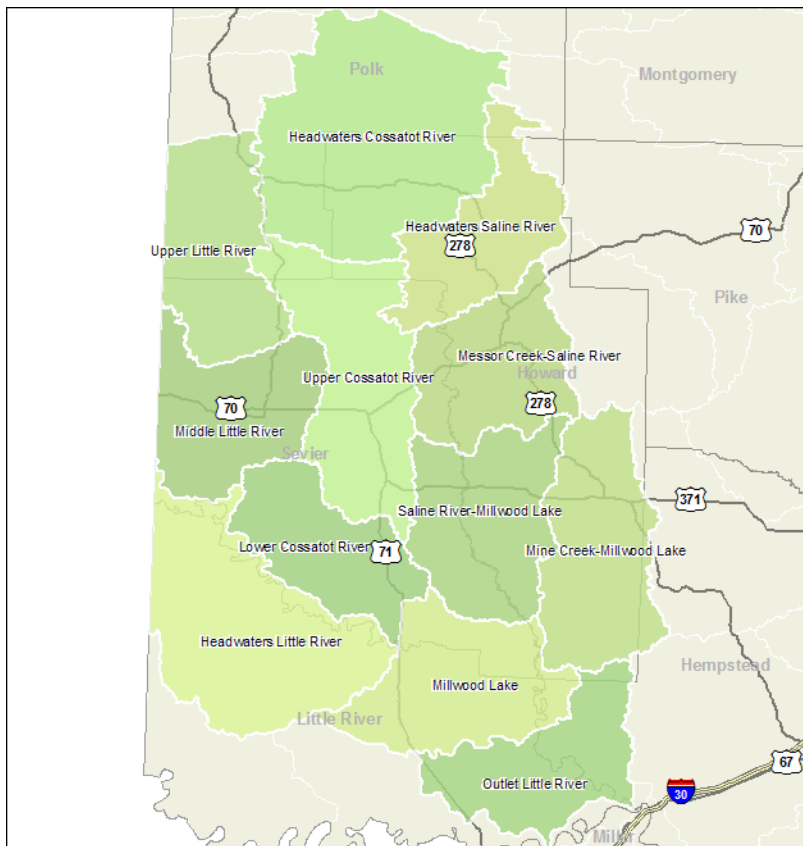 Polk
Montgomery
Headwaters Cossatot River
Headwaters Saline River
70
278
Upper Little River
Pike
Messor Creek-Saline River
Howard
Upper Cossatot River
278
70
Middle Little River
Sevier
371
Saline River-Millwood Lake
Lower Cossatot River
71
Mine Creek-Millwood Lake
Headwaters Little River
Hempstead
Millwood Lake
Little River
67
Outlet Little River
30
Miller